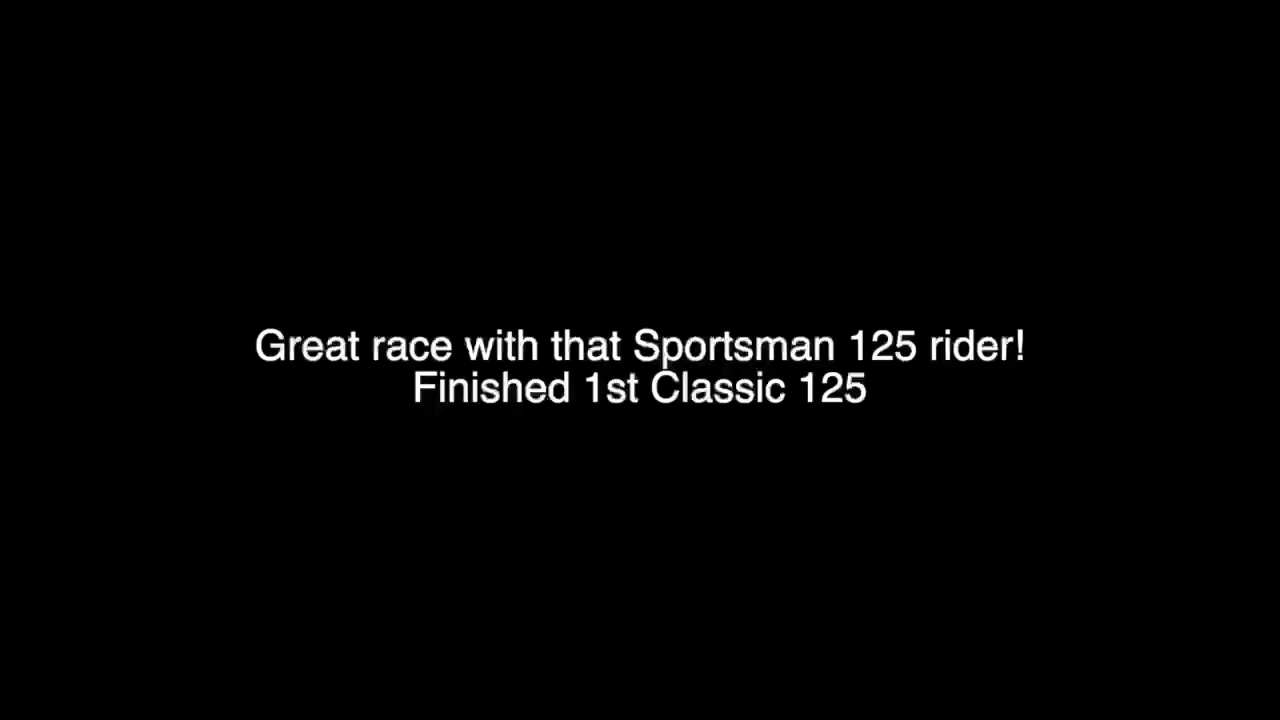 Great race with that Sportsman 125 rider!
Finished 1st Classic 125